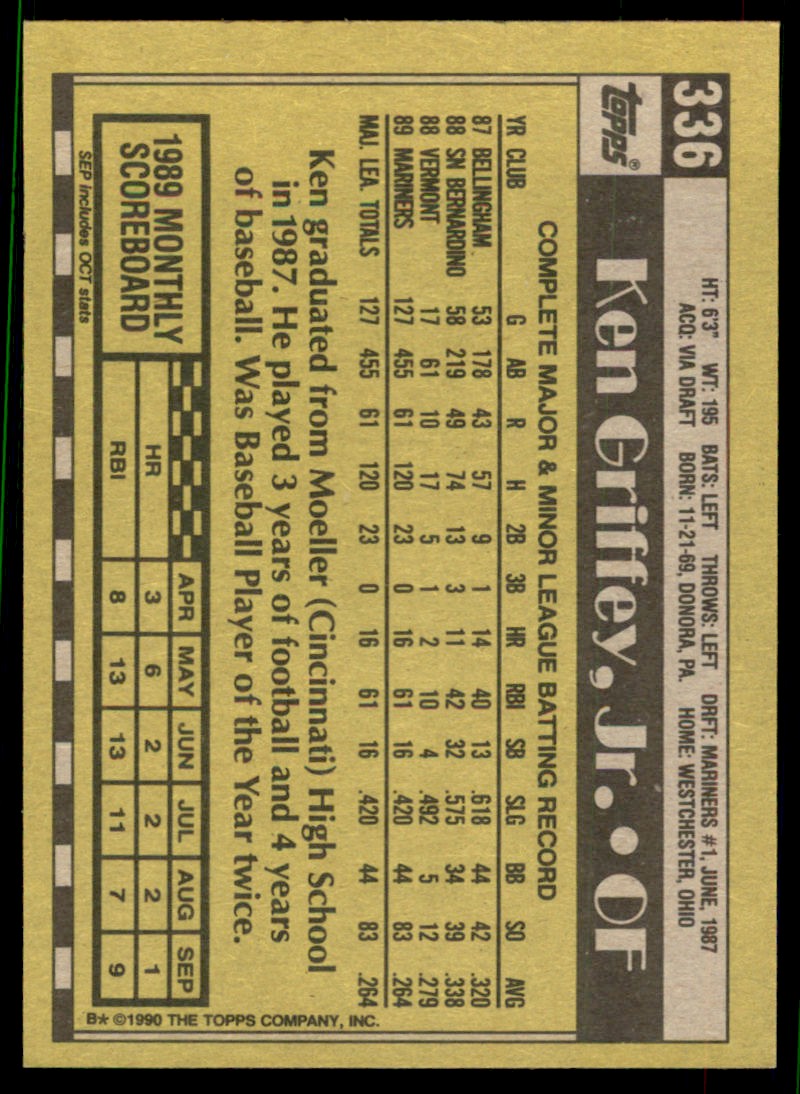 336
topps®
HT: 6'3" WT: 195 BATS: LEFT THROWS: LEFT DRFT: MARINERS #1, JUNE, 1987
ACQ: VIA DRAFT BORN: 11-21-69, DONORA, PA. HOME: WESTCHESTER, OHIO
Ken Griffey, Jr. • OF
COMPLETE MAJOR & MINOR LEAGUE BATTING RECORD
YR CLUB G AB R H 2B 3B HR RBI SB SLG BB SO AVG
87 BELLINGHAM 53 178 43 57 9 1 14 40 13 .618 44 42 .320
88 SN BERNARDINO 58 219 49 74 13 3 11 42 32 .575 34 39 .338
88 VERMONT 17 61 10 17 5 1 2 10 4 .492 5 12 .279
89 MARINERS 127 455 61 120 23 0 16 61 16 .420 44 83 .264
MAJ. LEA. TOTALS 127 455 61 120 23 0 16 61 16 .420 44 83 .264
Ken graduated from Moeller (Cincinnati) High School
in 1987. He played 3 years of football and 4 years
of baseball. Was Baseball Player of the Year twice.
1989 MONTHLY
SCOREBOARD
APR MAY JUN JUL AUG SEP
HR 3 6 2 2 2 1
RBI 8 13 13 11 7 9
SEP includes OCT stats
B* ©1990 THE TOPPS COMPANY, INC.